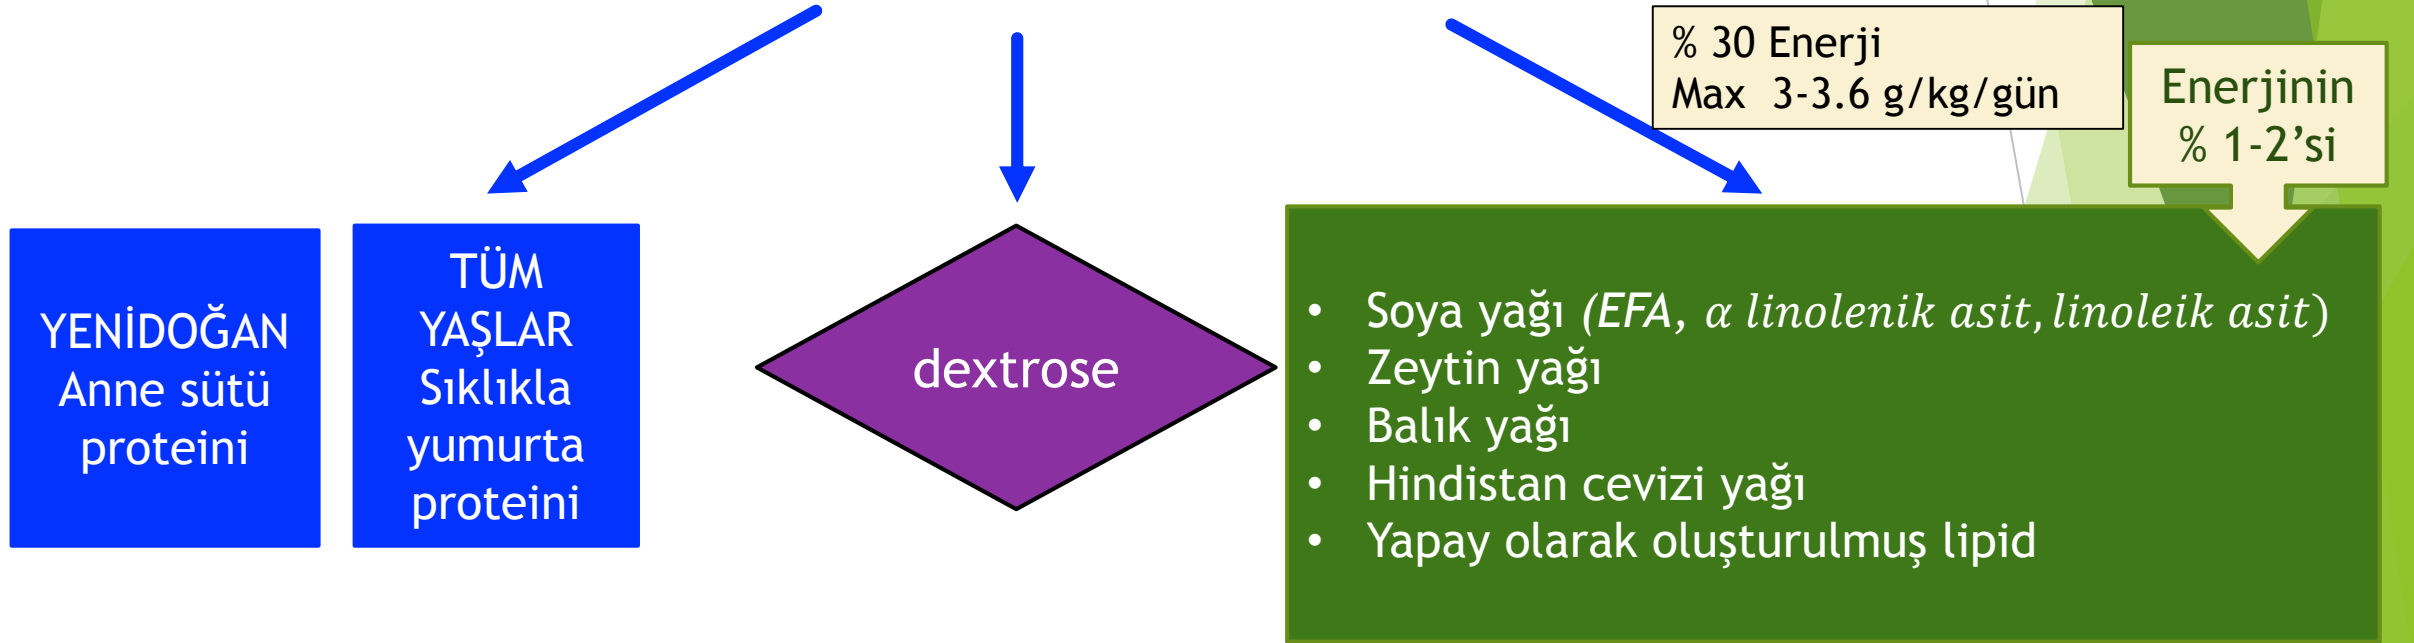 % 30 Enerji
Max  3-3.6 g/kg/gün
Enerjinin
% 1-2’si
YENİDOĞAN
Anne sütü
proteini
TÜM
YAŞLAR
Sıklıkla
yumurta
proteini
dextrose
• Soya yağı (EFA, α linolenik asit, linoleik asit)
• Zeytin yağı
• Balık yağı
• Hindistan cevizi yağı
• Yapay olarak oluşturulmuş lipid